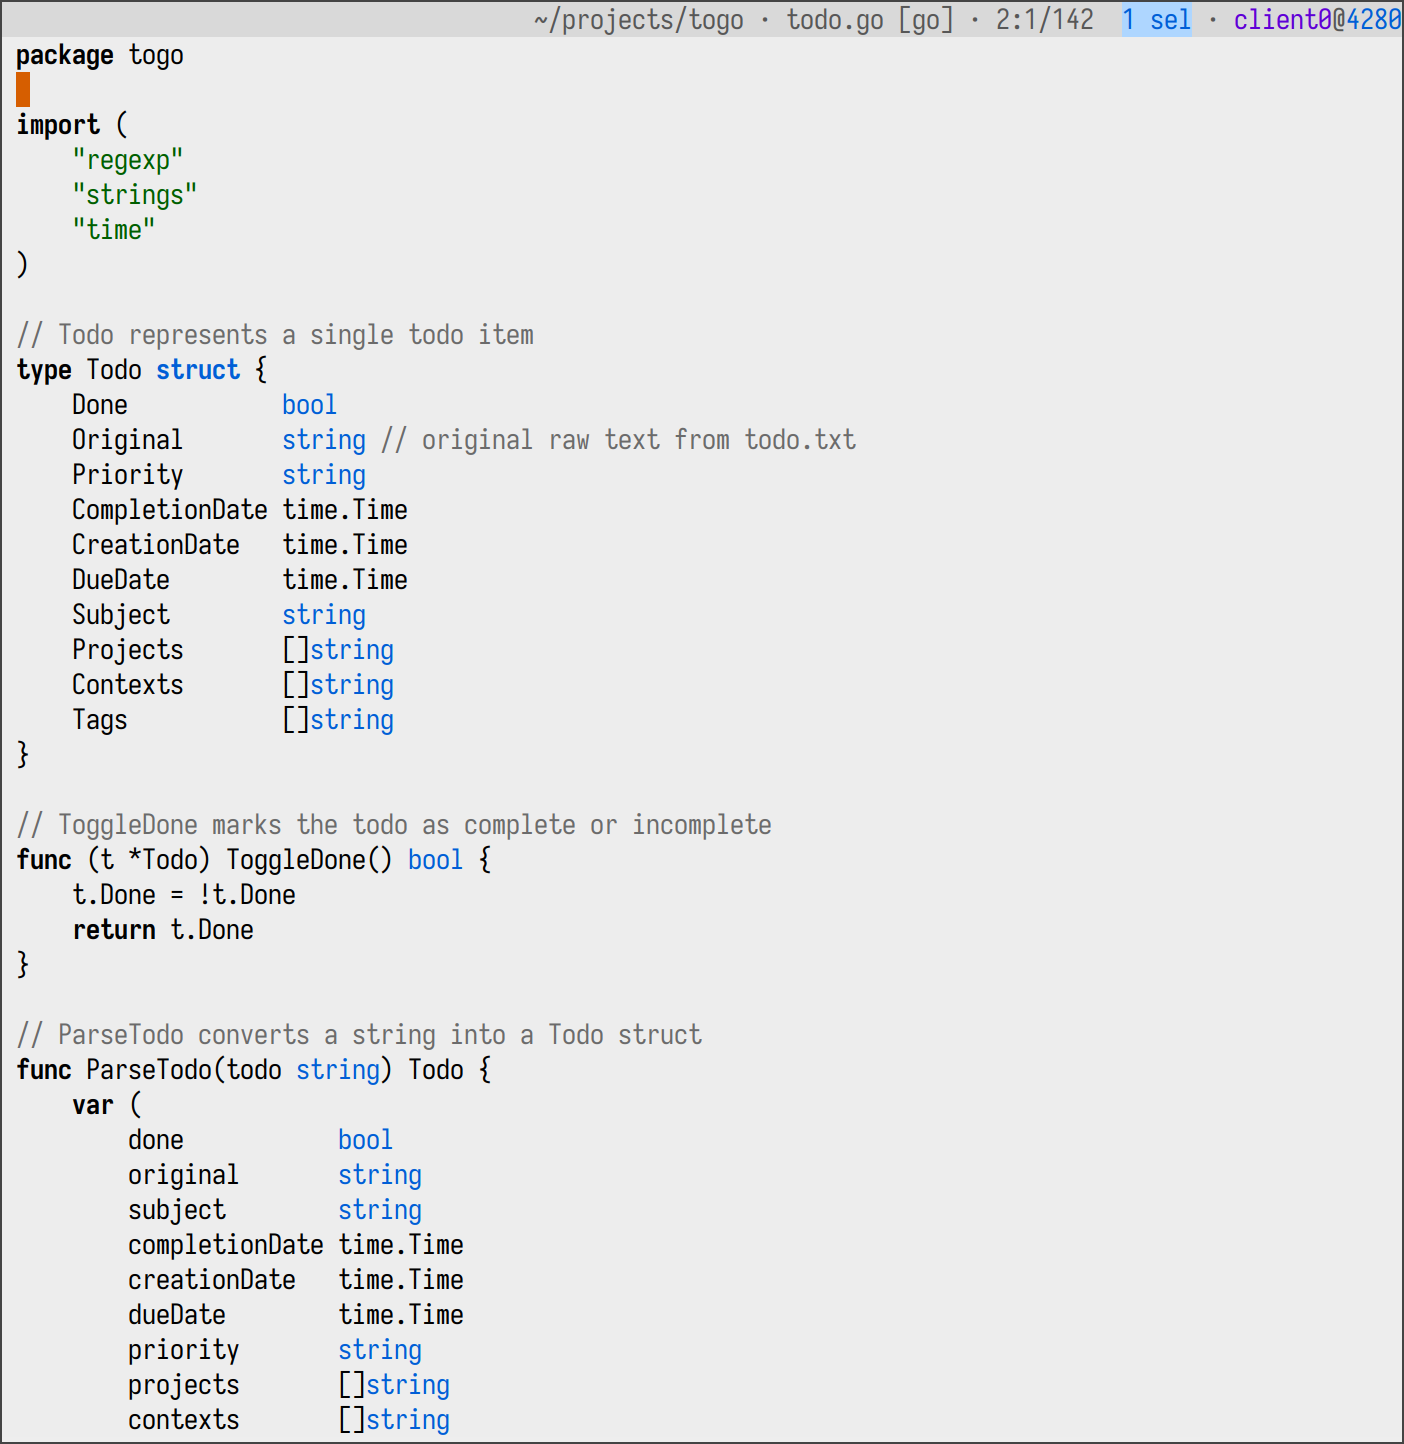 ~/projects/togo · todo.go [go] · 2:1/142 1 sel · client0@4280
package togo
import (
    "regexp"
    "strings"
    "time"
)
// Todo represents a single todo item
type Todo struct {
    Done           bool
    Original       string // original raw text from todo.txt
    Priority       string
    CompletionDate time.Time
    CreationDate   time.Time
    DueDate        time.Time
    Subject        string
    Projects       []string
    Contexts       []string
    Tags           []string
}
// ToggleDone marks the todo as complete or incomplete
func (t *Todo) ToggleDone() bool {
    t.Done = !t.Done
    return t.Done
}
// ParseTodo converts a string into a Todo struct
func ParseTodo(todo string) Todo {
    var (
        done           bool
        original       string
        subject        string
        completionDate time.Time
        creationDate   time.Time
        dueDate        time.Time
        priority       string
        projects       []string
        contexts       []string